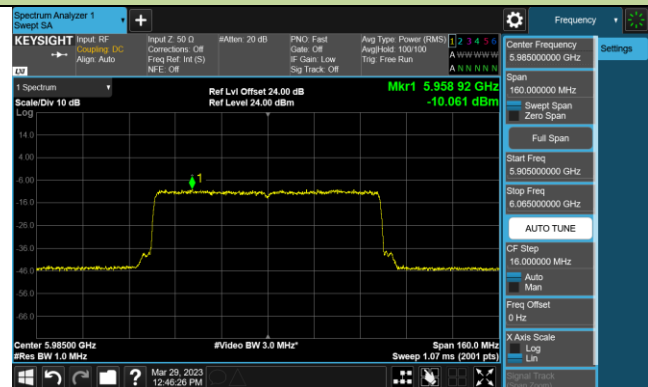 Spectrum Analyzer 1
Swept SA
Frequency
KEYSIGHT
Input: RF
Coupling: DC
Align: Auto
Input Z: 50 Ω
Corrections: Off
Freq Ref: Int (S)
NFE: Off
#Atten: 20 dB
PNO: Fast
Gate: Off
IF Gain: Low
Sig Track: Off
Avg Type: Power (RMS)
Avg|Hold: 100/100
Trig: Free Run
1 2 3 4 5 6
A W W W W W
A N N N N N
LXI
Center Frequency
5.985000000 GHz
Settings
Span
160.000000 MHz
Swept Span
Zero Span
Full Span
Start Freq
5.905000000 GHz
Stop Freq
6.065000000 GHz
AUTO TUNE
CF Step
16.000000 MHz
Auto
Man
Freq Offset
0 Hz
X Axis Scale
Log
Lin
Signal Track
(Span Zoom)
1 Spectrum
Scale/Div 10 dB
Log
Ref Lvl Offset 24.00 dB
Ref Level 24.00 dBm
Mkr1 5.958 92 GHz
-10.061 dBm
14.0
4.00
-6.00
-16.0
-26.0
-36.0
-46.0
-56.0
-66.0
1
Center 5.98500 GHz
#Res BW 1.0 MHz
#Video BW 3.0 MHz*
Span 160.0 MHz
Sweep 1.07 ms (2001 pts)
?
Mar 29, 2023
12:46:26 PM